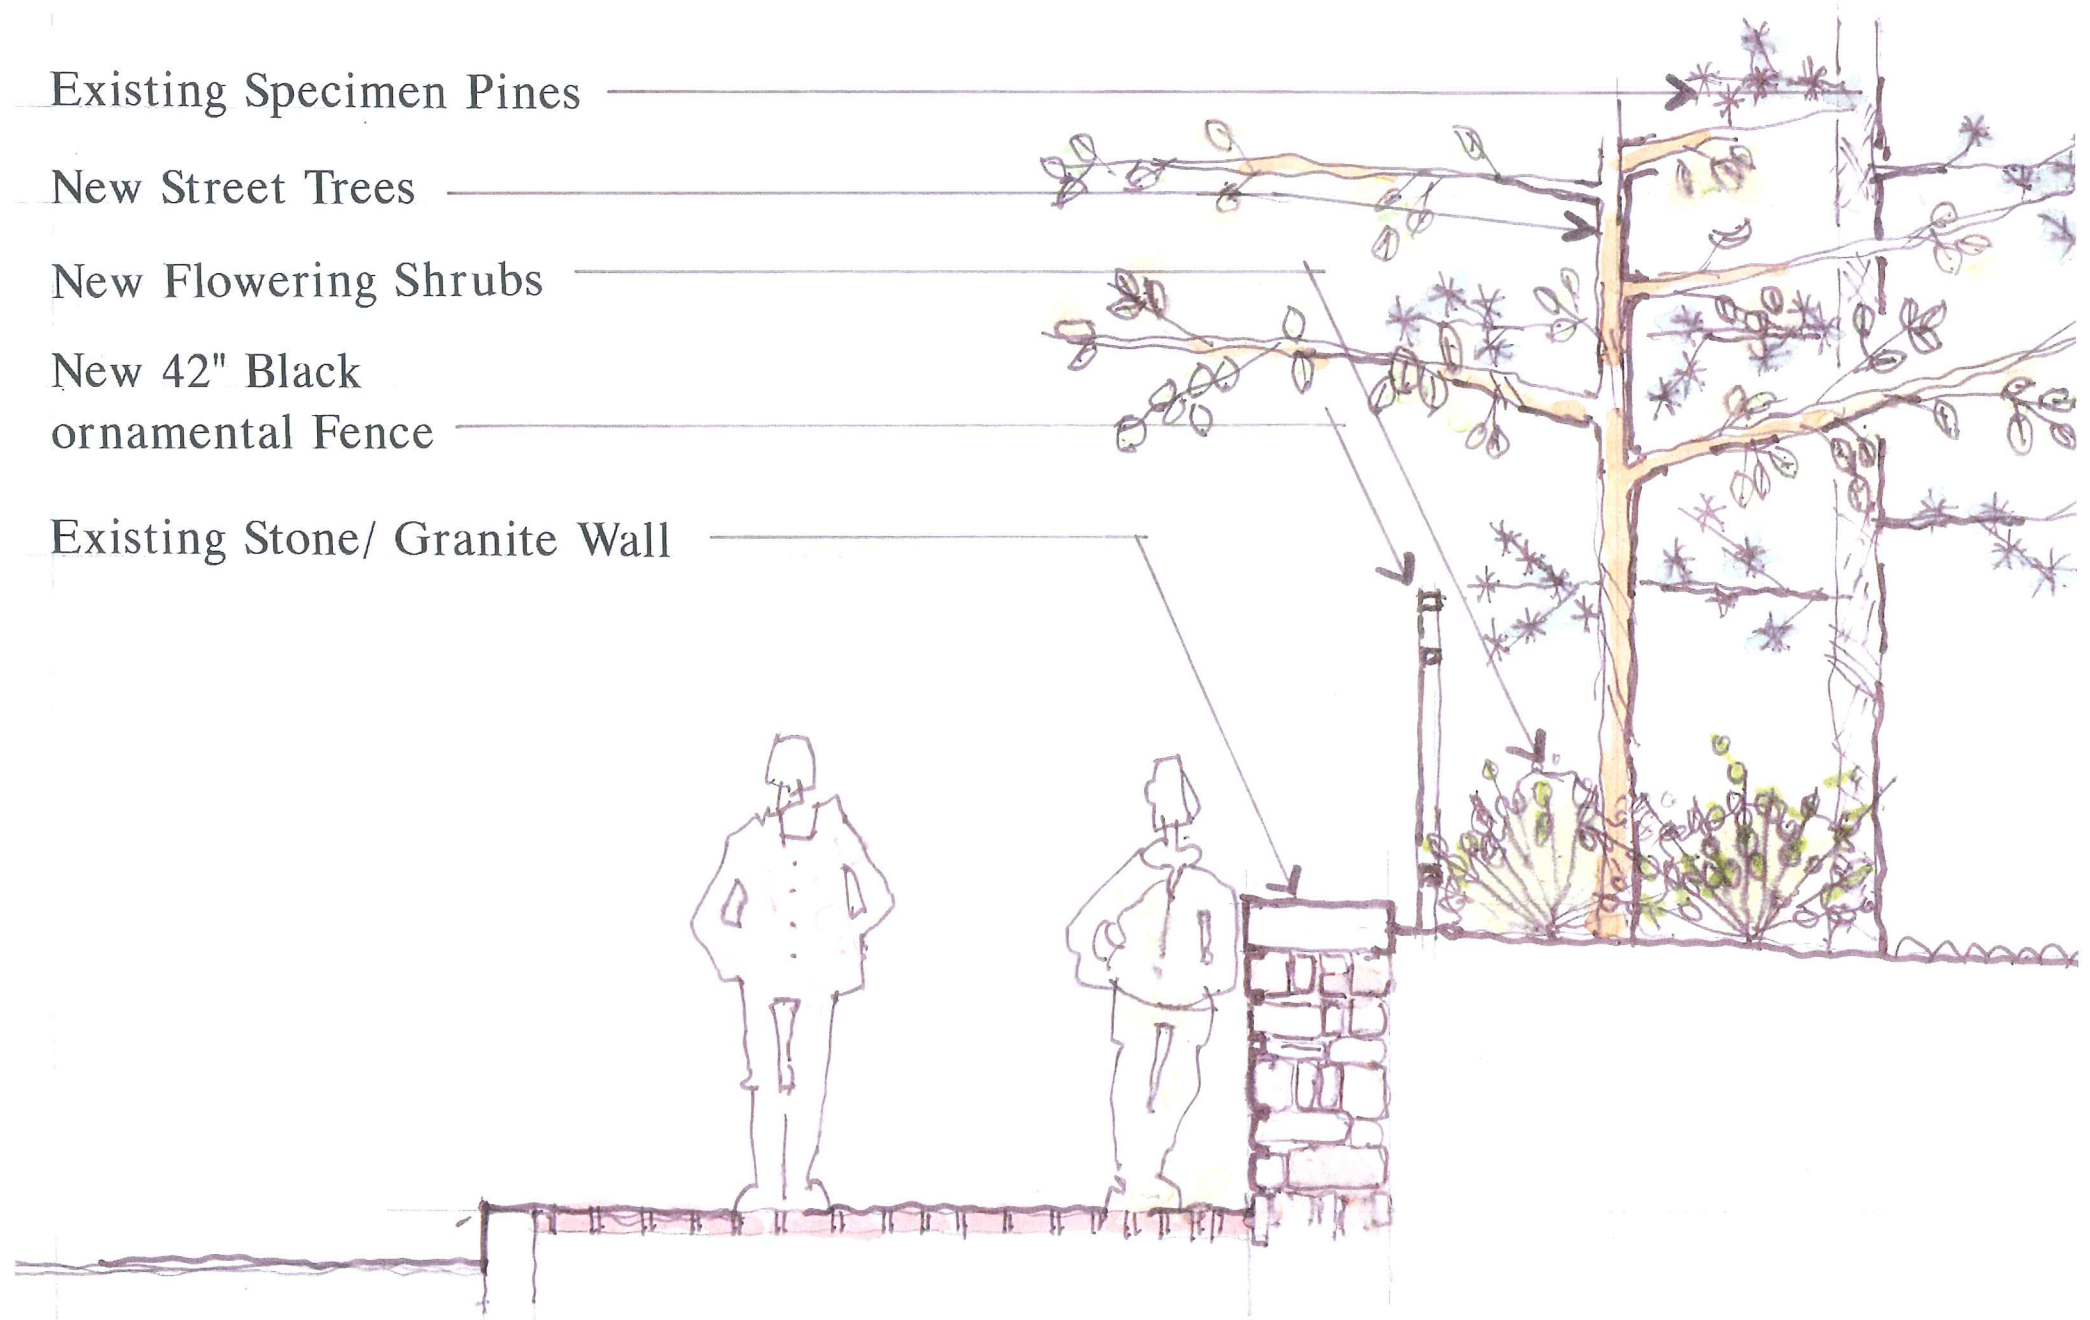 Existing Specimen Pines
New Street Trees
New Flowering Shrubs
New 42" Black
ornamental Fence
Existing Stone/ Granite Wall